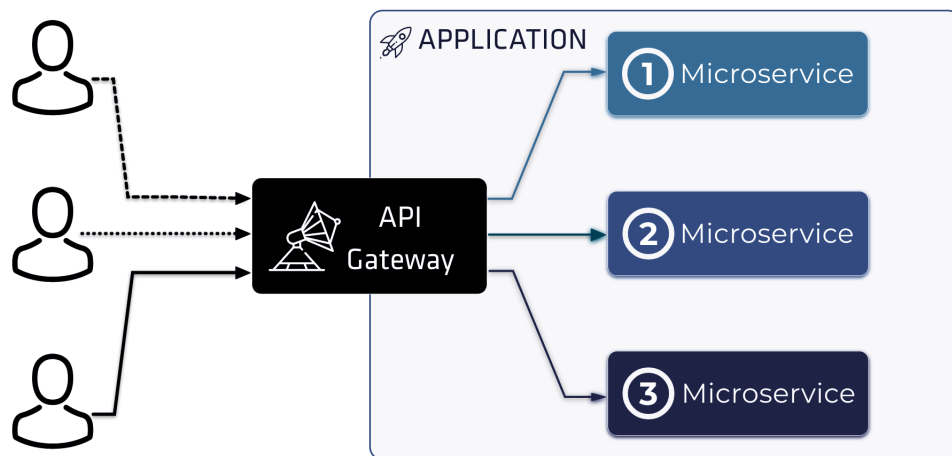 APPLICATION
1 Microservice
API
Gateway
2 Microservice
3 Microservice